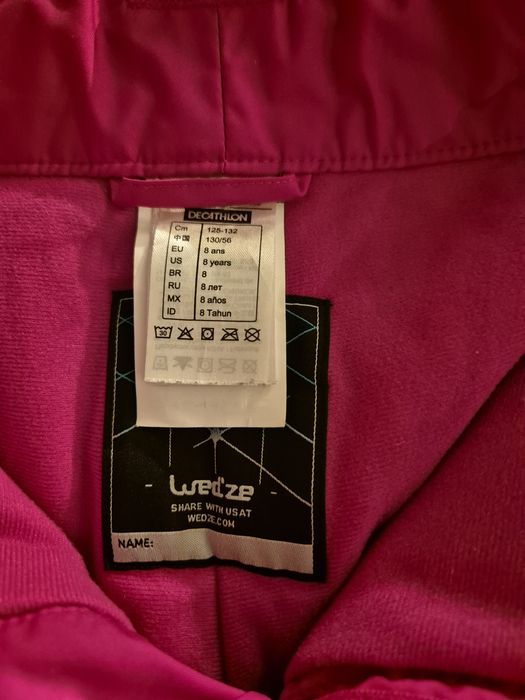 DECATHLON
Cm 125-132
中国 130/56
EU 8 ans
US 8 years
BR 8
RU 8 лет
MX 8 años
ID 8 Tahun
30
Wed'ze
SHARE WITH US AT
WEDZE.COM
NAME: